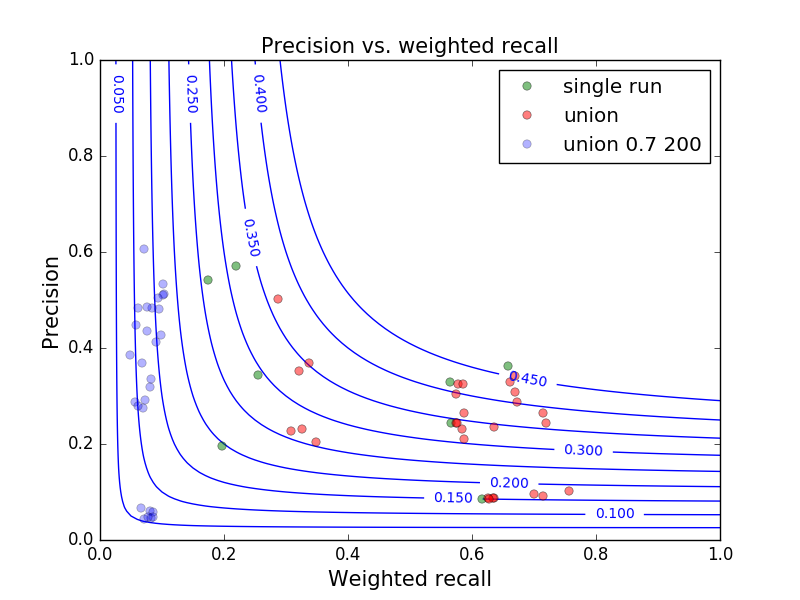 Precision vs. weighted recall
1.0
0.8
0.6
0.4
0.2
0.0
Precision
0.050
0.250
0.400
0.350
0.450
0.300
0.200
0.150
0.100
single run
union
union 0.7 200
0.0 0.2 0.4 0.6 0.8 1.0
Weighted recall